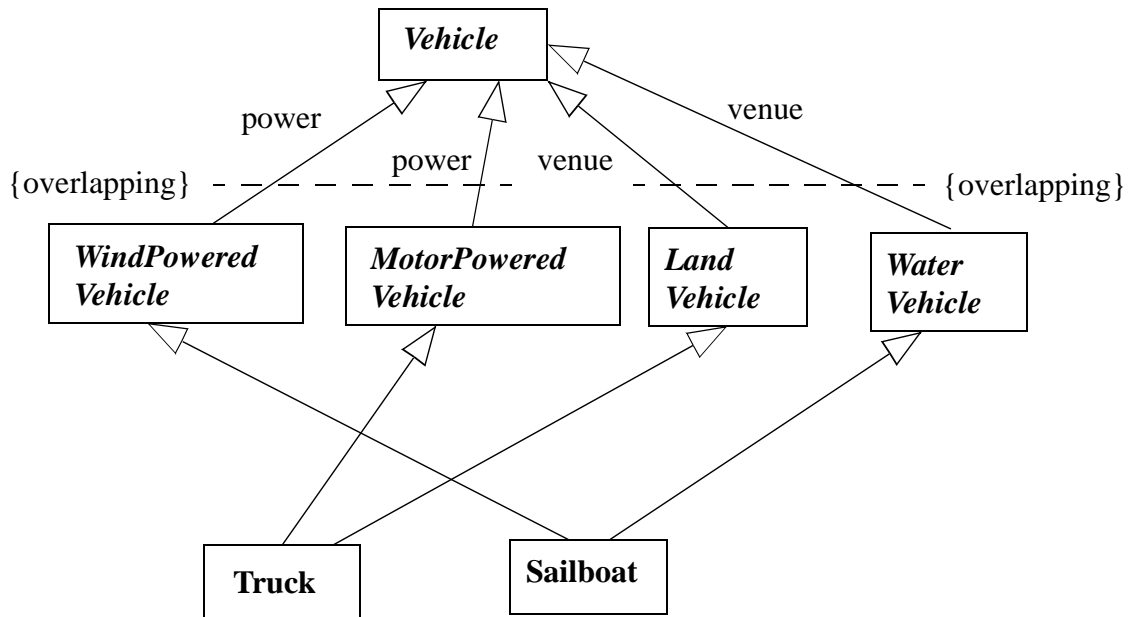 Vehicle
power
venue
power
venue
{overlapping}
{overlapping}
WindPowered
Vehicle
MotorPowered
Vehicle
Land
Vehicle
Water
Vehicle
Truck
Sailboat